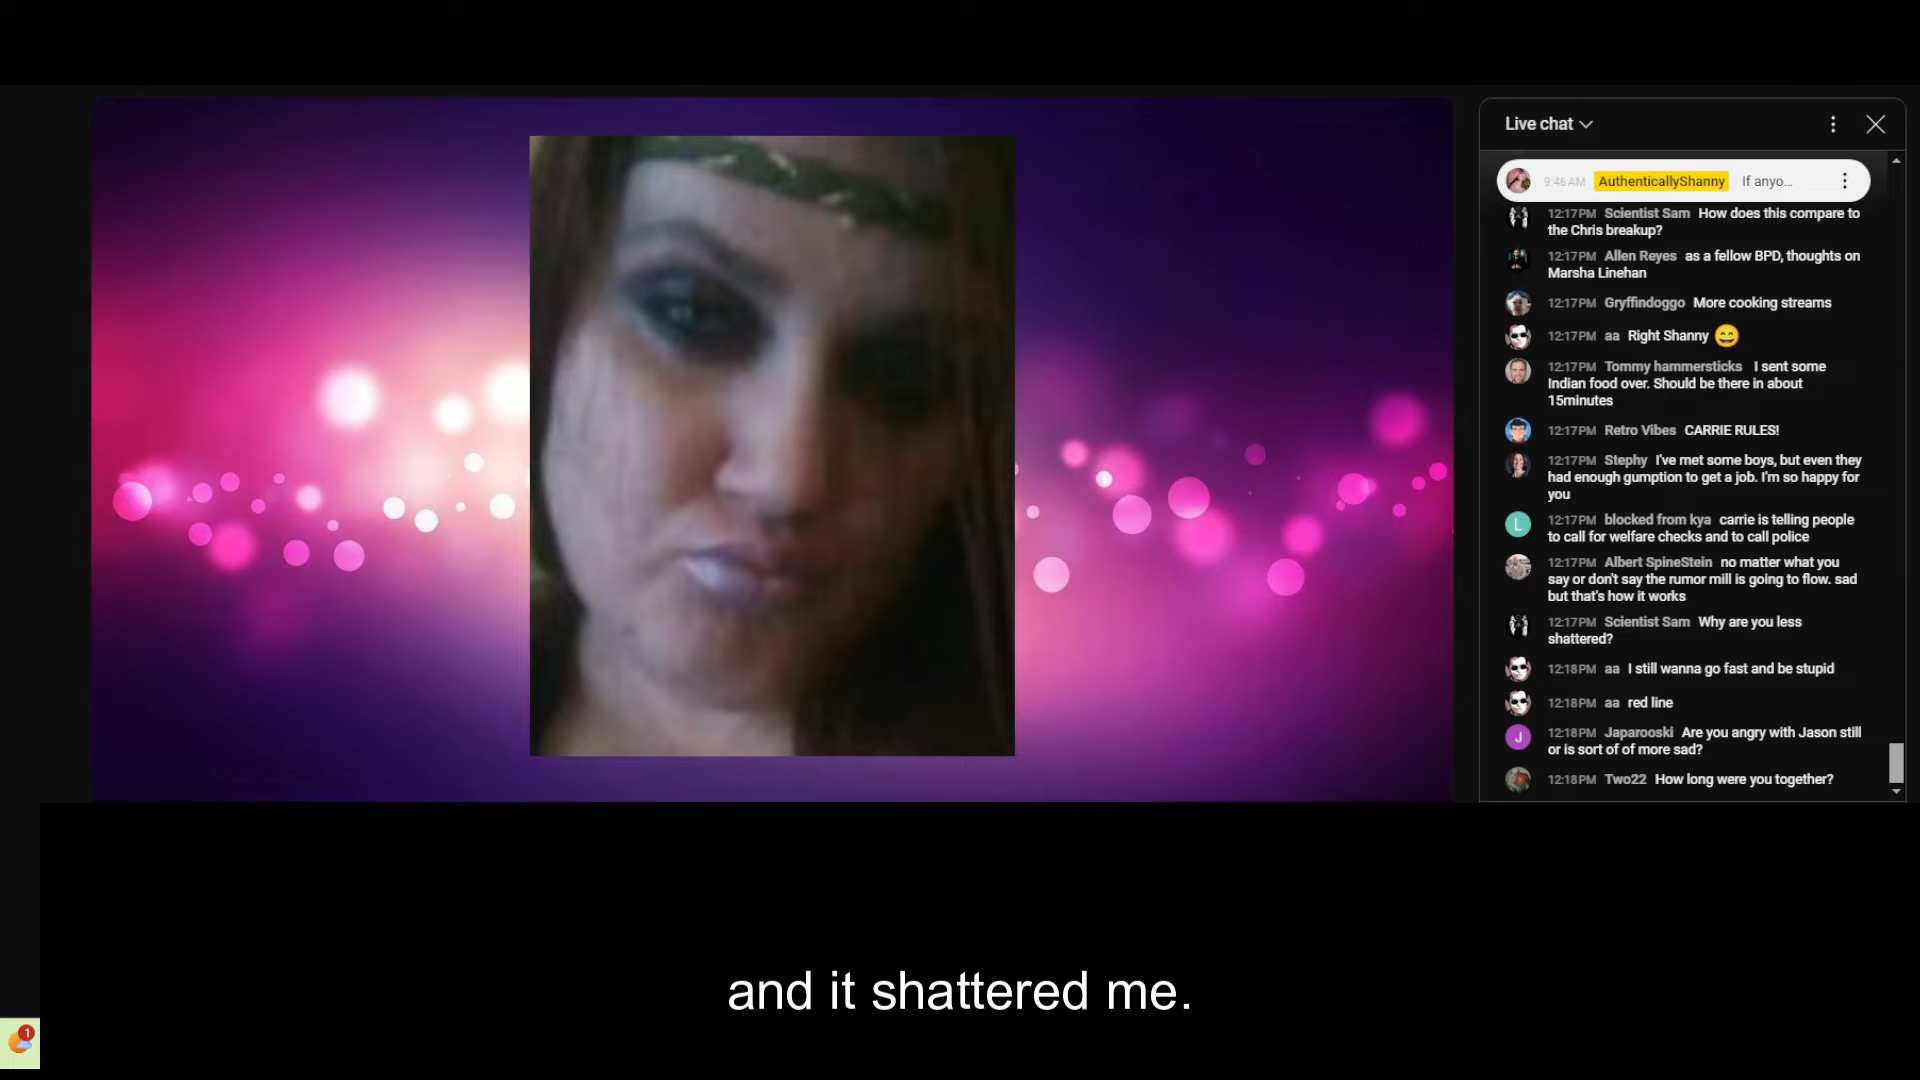 Live chat
9:46 AM AuthenticallyShanny If anyo...
12:17 PM Scientist Sam How does this compare to
the Chris breakup?
12:17 PM Allen Reyes as a fellow BPD, thoughts on
Marsha Linehan
12:17 PM Gryffindoggo More cooking streams
12:17 PM aa Right Shanny 😄
12:17 PM Tommy hammersticks I sent some
Indian food over. Should be there in about
15minutes
12:17 PM Retro Vibes CARRIE RULES!
12:17 PM Stephy I've met some boys, but even they
had enough gumption to get a job. I'm so happy for
you
L
12:17 PM blocked from kya carrie is telling people
to call for welfare checks and to call police
12:17 PM Albert SpineStein no matter what you
say or don't say the rumor mill is going to flow. sad
but that's how it works
12:17 PM Scientist Sam Why are you less
shattered?
12:18 PM aa I still wanna go fast and be stupid
12:18 PM aa red line
J
12:18 PM Japarooski Are you angry with Jason still
or is sort of of more sad?
12:18 PM Two22 How long were you together?
and it shattered me.
1